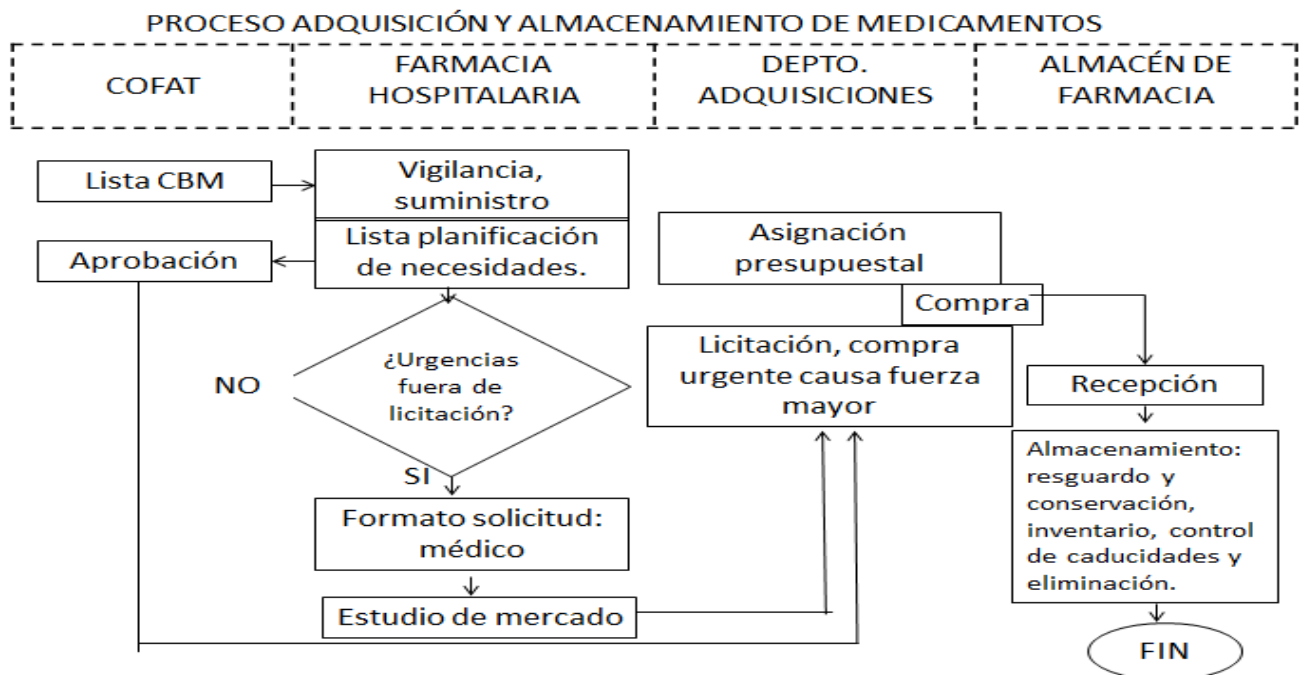 PROCESO ADQUISICIÓN Y ALMACENAMIENTO DE MEDICAMENTOS
COFAT
FARMACIA
HOSPITALARIA
DEPTO.
ADQUISICIONES
ALMACÉN DE
FARMACIA
Lista CBM
Vigilancia,
suministro
Aprobación
Lista planificación
de necesidades.
Asignación
presupuestal
Compra
NO
¿Urgencias
fuera de
licitación?
SI
Licitación, compra
urgente causa fuerza
mayor
Recepción
Formato solicitud:
médico
Estudio de mercado
Almacenamiento:
resguardo y
conservación,
inventario, control
de caducidades y
eliminación.
FIN